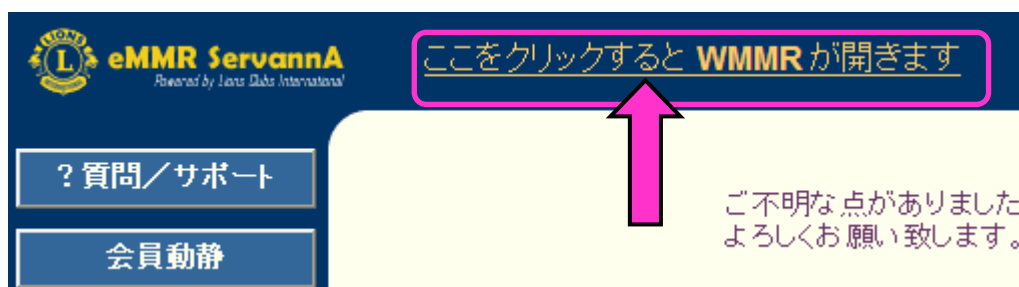 eMMR ServannA
Powered by Lions Clubs International
ここをクリックすると WMMR が開きます
?質問／サポート
会員動静
ご不明な点がありました
よろしくお願い致します。